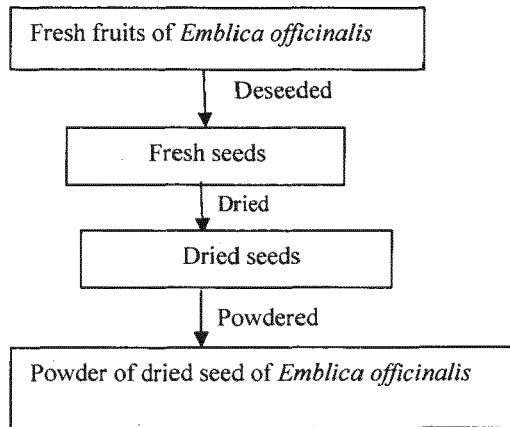 Fresh fruits of Emblica officinalis
Deseeded
Fresh seeds
Dried
Dried seeds
Powdered
Powder of dried seed of Emblica officinalis